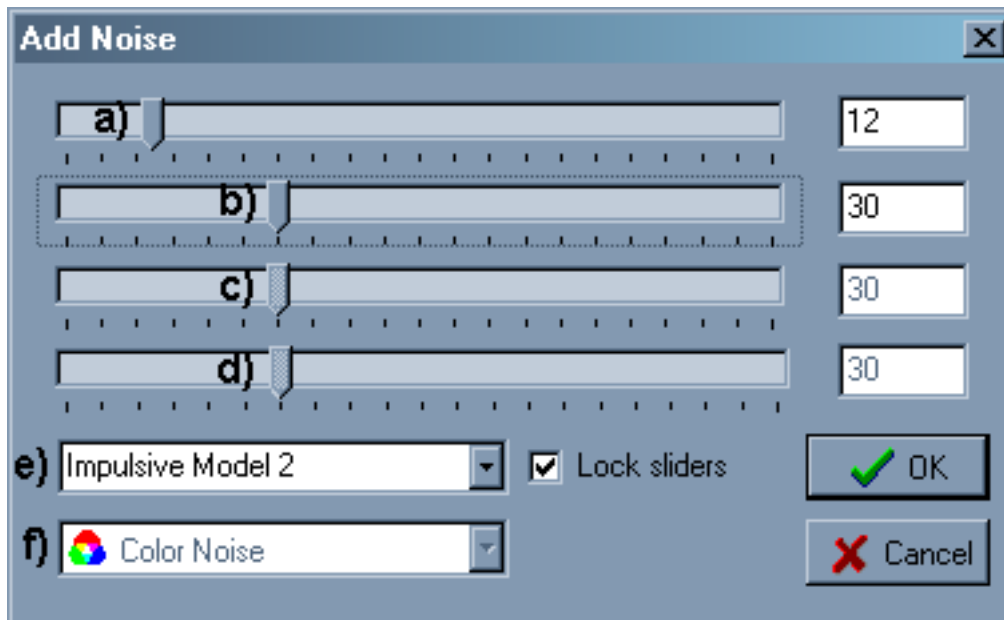 Add Noise
a) 12
b) 30
c) 30
d) 30
e) Impulsive Model 2 Lock sliders OK
f) Color Noise Cancel